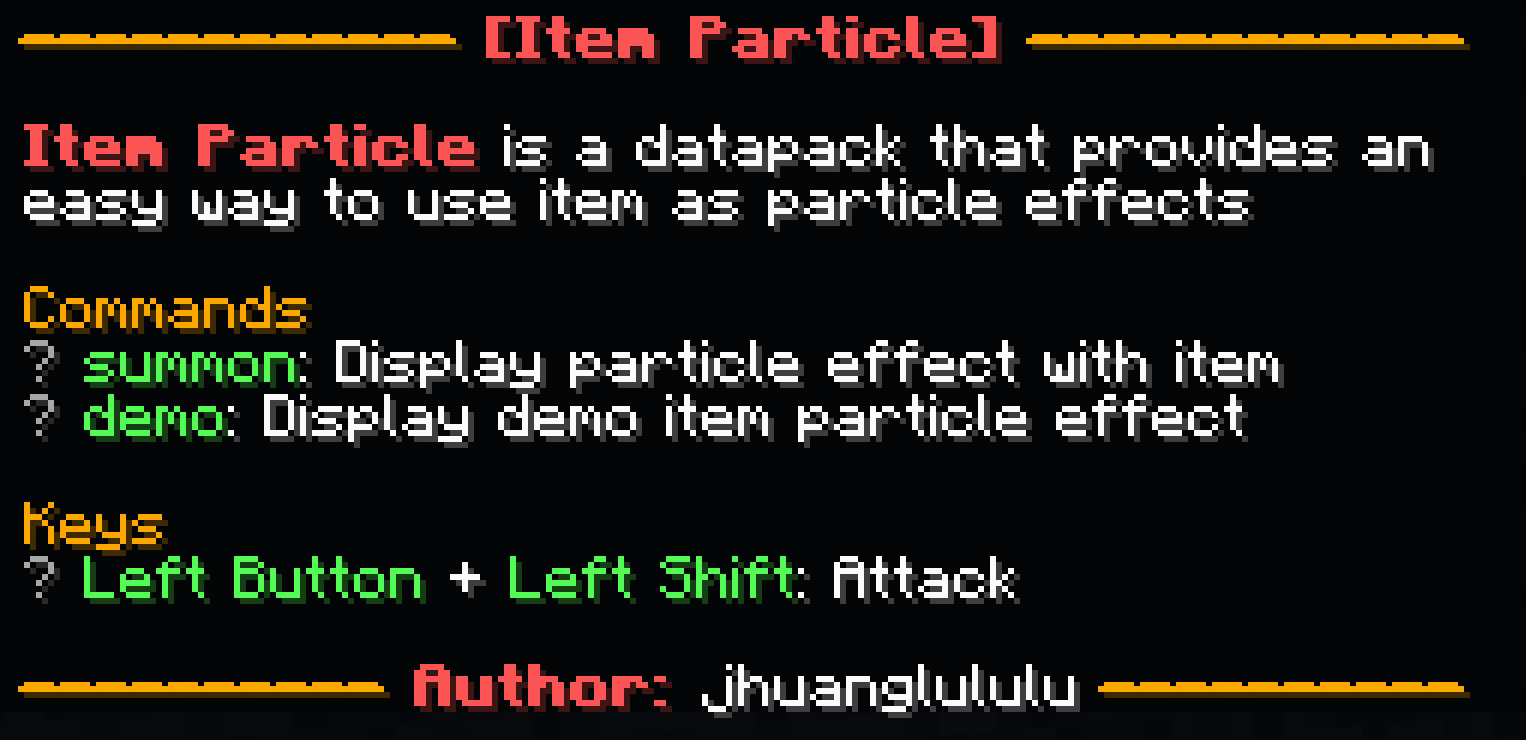 [Item Particle]
Item Particle is a datapack that provides an
easy way to use item as particle effects
Commands
? summon: Display particle effect with item
? demo: Display demo item particle effect
Keys
? Left Button + Left Shift: Attack
Author: jhuanglululu